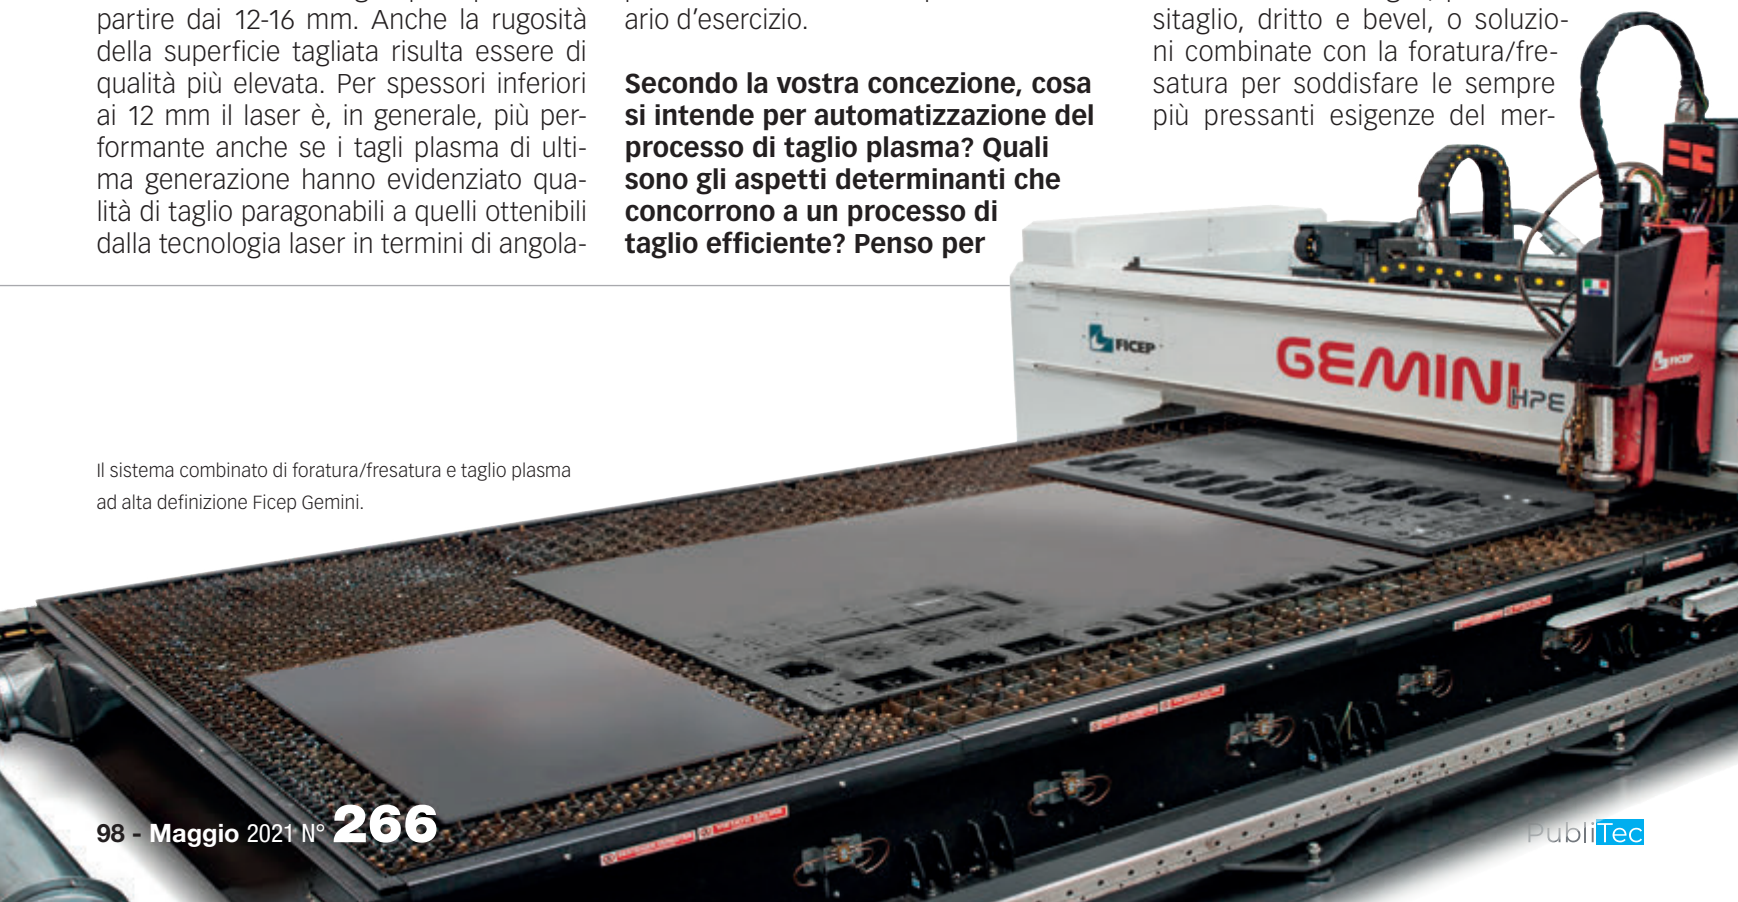 partire dai 12-16 mm. Anche la rugosità
della superficie tagliata risulta essere di
qualità più elevata. Per spessori inferiori
ai 12 mm il laser è, in generale, più per-
formante anche se i tagli plasma di ulti-
ma generazione hanno evidenziato qua-
lità di taglio paragonabili a quelli ottenibili
dalla tecnologia laser in termini di angola-
ario d'esercizio.
Secondo la vostra concezione, cosa
si intende per automatizzazione del
processo di taglio plasma? Quali
sono gli aspetti determinanti che
concorrono a un processo di
taglio efficiente? Penso per
sitaglio, dritto e bevel, o soluzio-
ni combinate con la foratura/fre-
satura per soddisfare le sempre
più pressanti esigenze del mer-
FICEP
GEMINI
HPE
FICEP
Il sistema combinato di foratura/fresatura e taglio plasma
ad alta definizione Ficep Gemini.
98 - Maggio 2021 N° 266
PubliTec